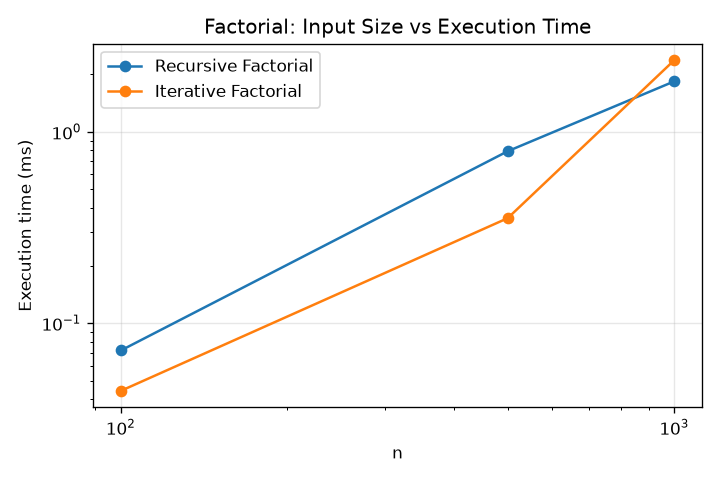 Factorial: Input Size vs Execution Time
Recursive Factorial
Iterative Factorial
Execution time (ms)
10⁰
10⁻¹
10²
10³
n